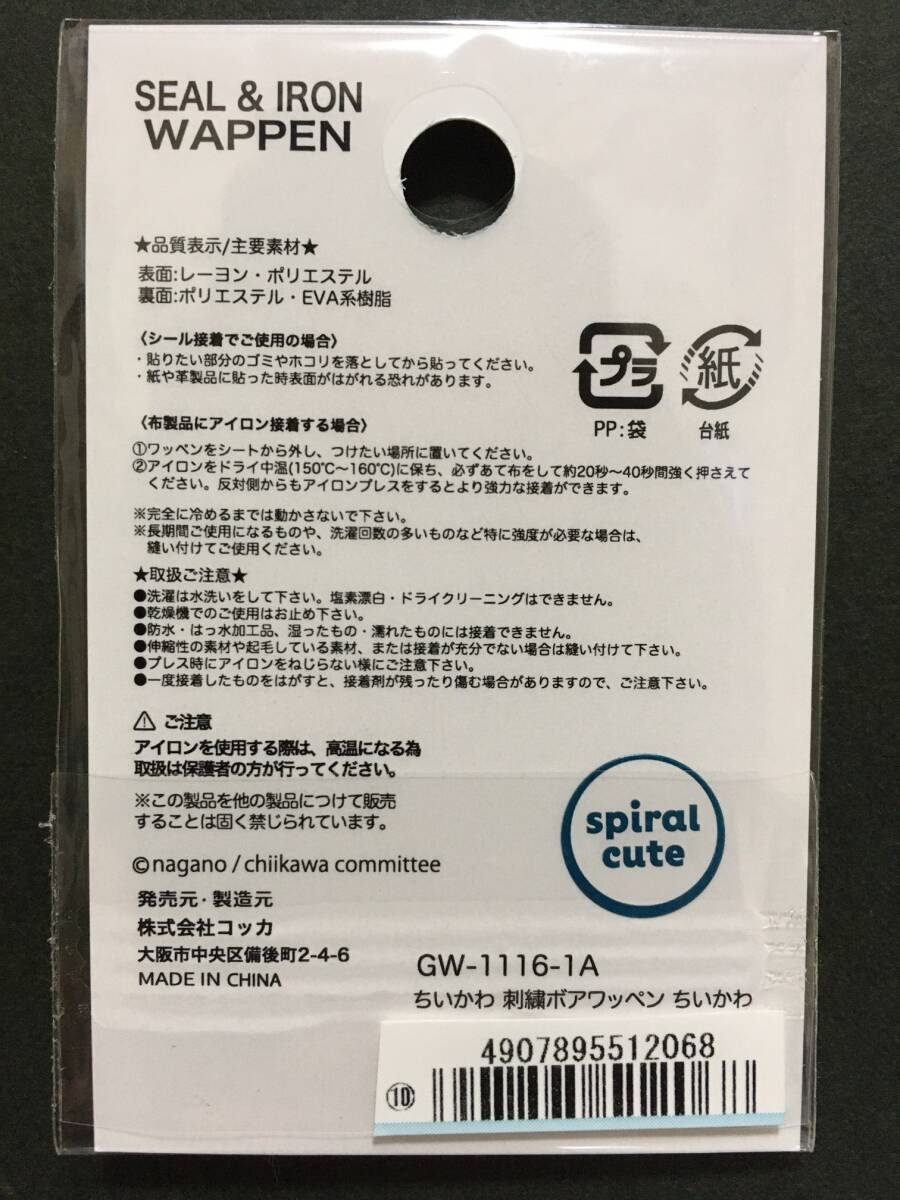 SEAL & IRON
WAPPEN
★品質表示/主要素材★
表面:レーヨン・ポリエステル
裏面:ポリエステル・EVA系樹脂
〈シール接着でご使用の場合〉
・貼りたい部分のゴミやホコリを落としてから貼ってください。
・紙や革製品に貼った時表面がはがれる恐れがあります。
プラ
PP:袋
紙
台紙
〈布製品にアイロン接着する場合〉
①ワッペンをシートから外し、つけたい場所に置いてください。
②アイロンをドライ中温(150℃〜160℃)に保ち、必ずあて布をして約20秒〜40秒間強く押さえて
ください。反対側からもアイロンプレスをするとより強力な接着ができます。
※完全に冷めるまでは動かさないで下さい。
※長期間ご使用になるものや、洗濯回数の多いものなど特に強度が必要な場合は、
縫い付けてご使用ください。
★取扱ご注意★
●洗濯は水洗いをして下さい。塩素漂白・ドライクリーニングはできません。
●乾燥機でのご使用はお止め下さい。
●防水・はっ水加工品、湿ったもの・濡れたものには接着できません。
●伸縮性の素材や起毛している素材、または接着が充分でない場合は縫い付けて下さい。
●プレス時にアイロンをねじらない様にご注意下さい。
●一度接着したものをはがすと、接着剤が残ったり傷む場合がありますので、ご注意下さい。
⚠ ご注意
アイロンを使用する際は、高温になる為
取扱は保護者の方が行ってください。
※この製品を他の製品につけて販売
することは固く禁じられています。
©nagano / chiikawa committee
発売元・製造元
株式会社コッカ
大阪市中央区備後町2-4-6
MADE IN CHINA
spiral
cute
GW-1116-1A
ちいかわ 刺繍ボアワッペン ちいかわ
4907895512068
⑩